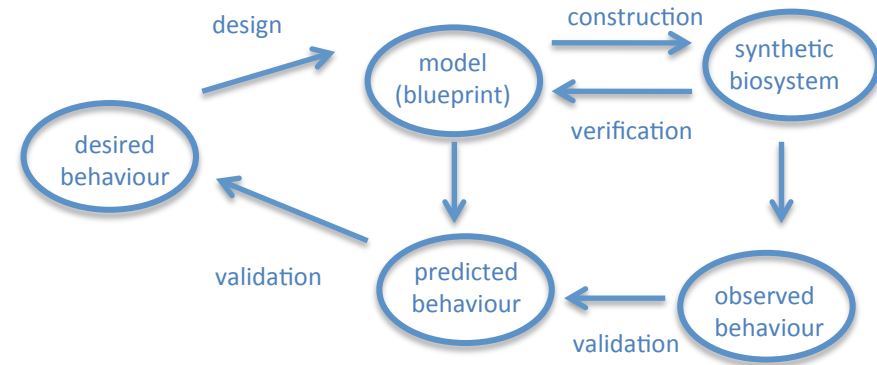 design
construction
model
(blueprint)
synthetic
biosystem
verification
desired
behaviour
validation
predicted
behaviour
observed
behaviour
validation